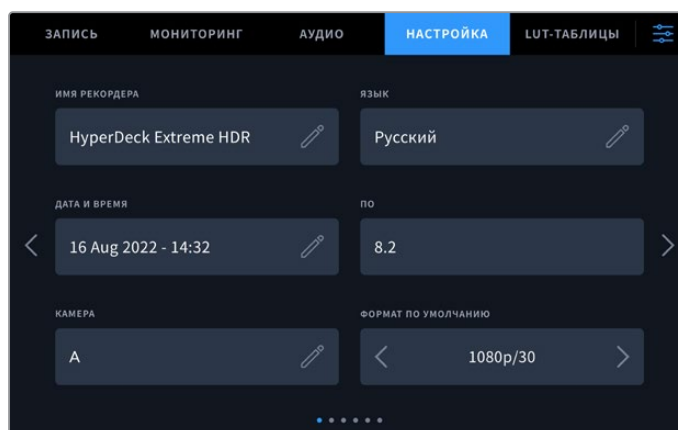 ЗАПИСЬ МОНИТОРИНГ АУДИО НАСТРОЙКА LUT-ТАБЛИЦЫ
ИМЯ РЕКОРДЕРА ЯЗЫК
HyperDeck Extreme HDR Русский
ДАТА И ВРЕМЯ ПО
16 Aug 2022 - 14:32 8.2
КАМЕРА ФОРМАТ ПО УМОЛЧАНИЮ
A 1080p/30